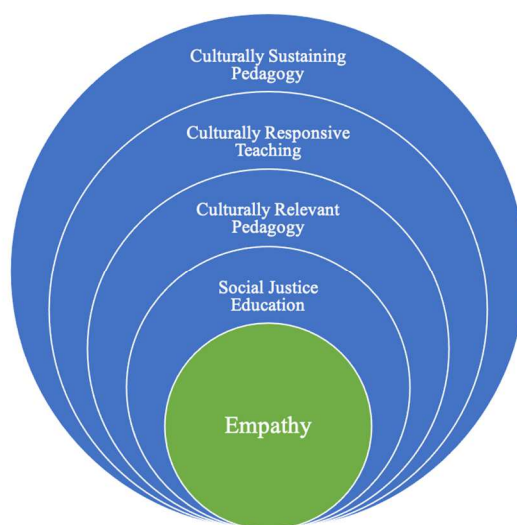 Culturally Sustaining
Pedagogy
Culturally Responsive
Teaching
Culturally Relevant
Pedagogy
Social Justice
Education
Empathy